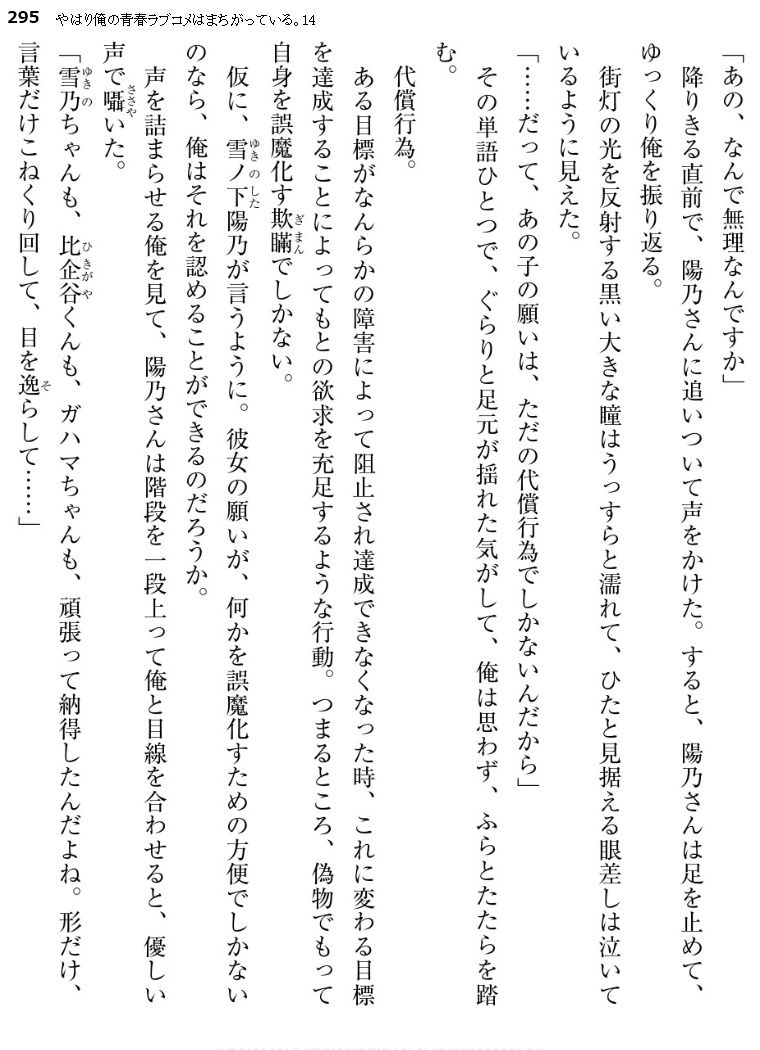 295 やはり俺の青春ラブコメはまちがっている。14
「あの、なんで無理なんですか」
降りきる直前で、陽乃さんに追いついて声をかけた。すると、陽乃さんは足を止めて、
ゆっくり俺を振り返る。
街灯の光を反射する黒い大きな瞳はうっすらと濡れて、ひたと見据える眼差しは泣いて
いるように見えた。
「……だって、あの子の願いは、ただの代償行為でしかないんだから」
その単語ひとつで、ぐらりと足元が揺れた気がして、俺は思わず、ふらとたたらを踏
む。
代償行為。
ある目標がなんらかの障害によって阻止され達成できなくなった時、これに変わる目標
を達成することによってもとの欲求を充足するような行動。つまるところ、偽物でもって
自身を誤魔化す欺瞞でしかない。
仮に、雪ノ下陽乃が言うように。彼女の願いが、何かを誤魔化すための方便でしかない
のなら、俺はそれを認めることができるのだろうか。
声を詰まらせる俺を見て、陽乃さんは階段を一段上って俺と目線を合わせると、優しい
声で囁いた。
「雪乃ちゃんも、比企谷くんも、ガハマちゃんも、頑張って納得したんだよね。形だけ、
言葉だけこねくり回して、目を逸らして……」